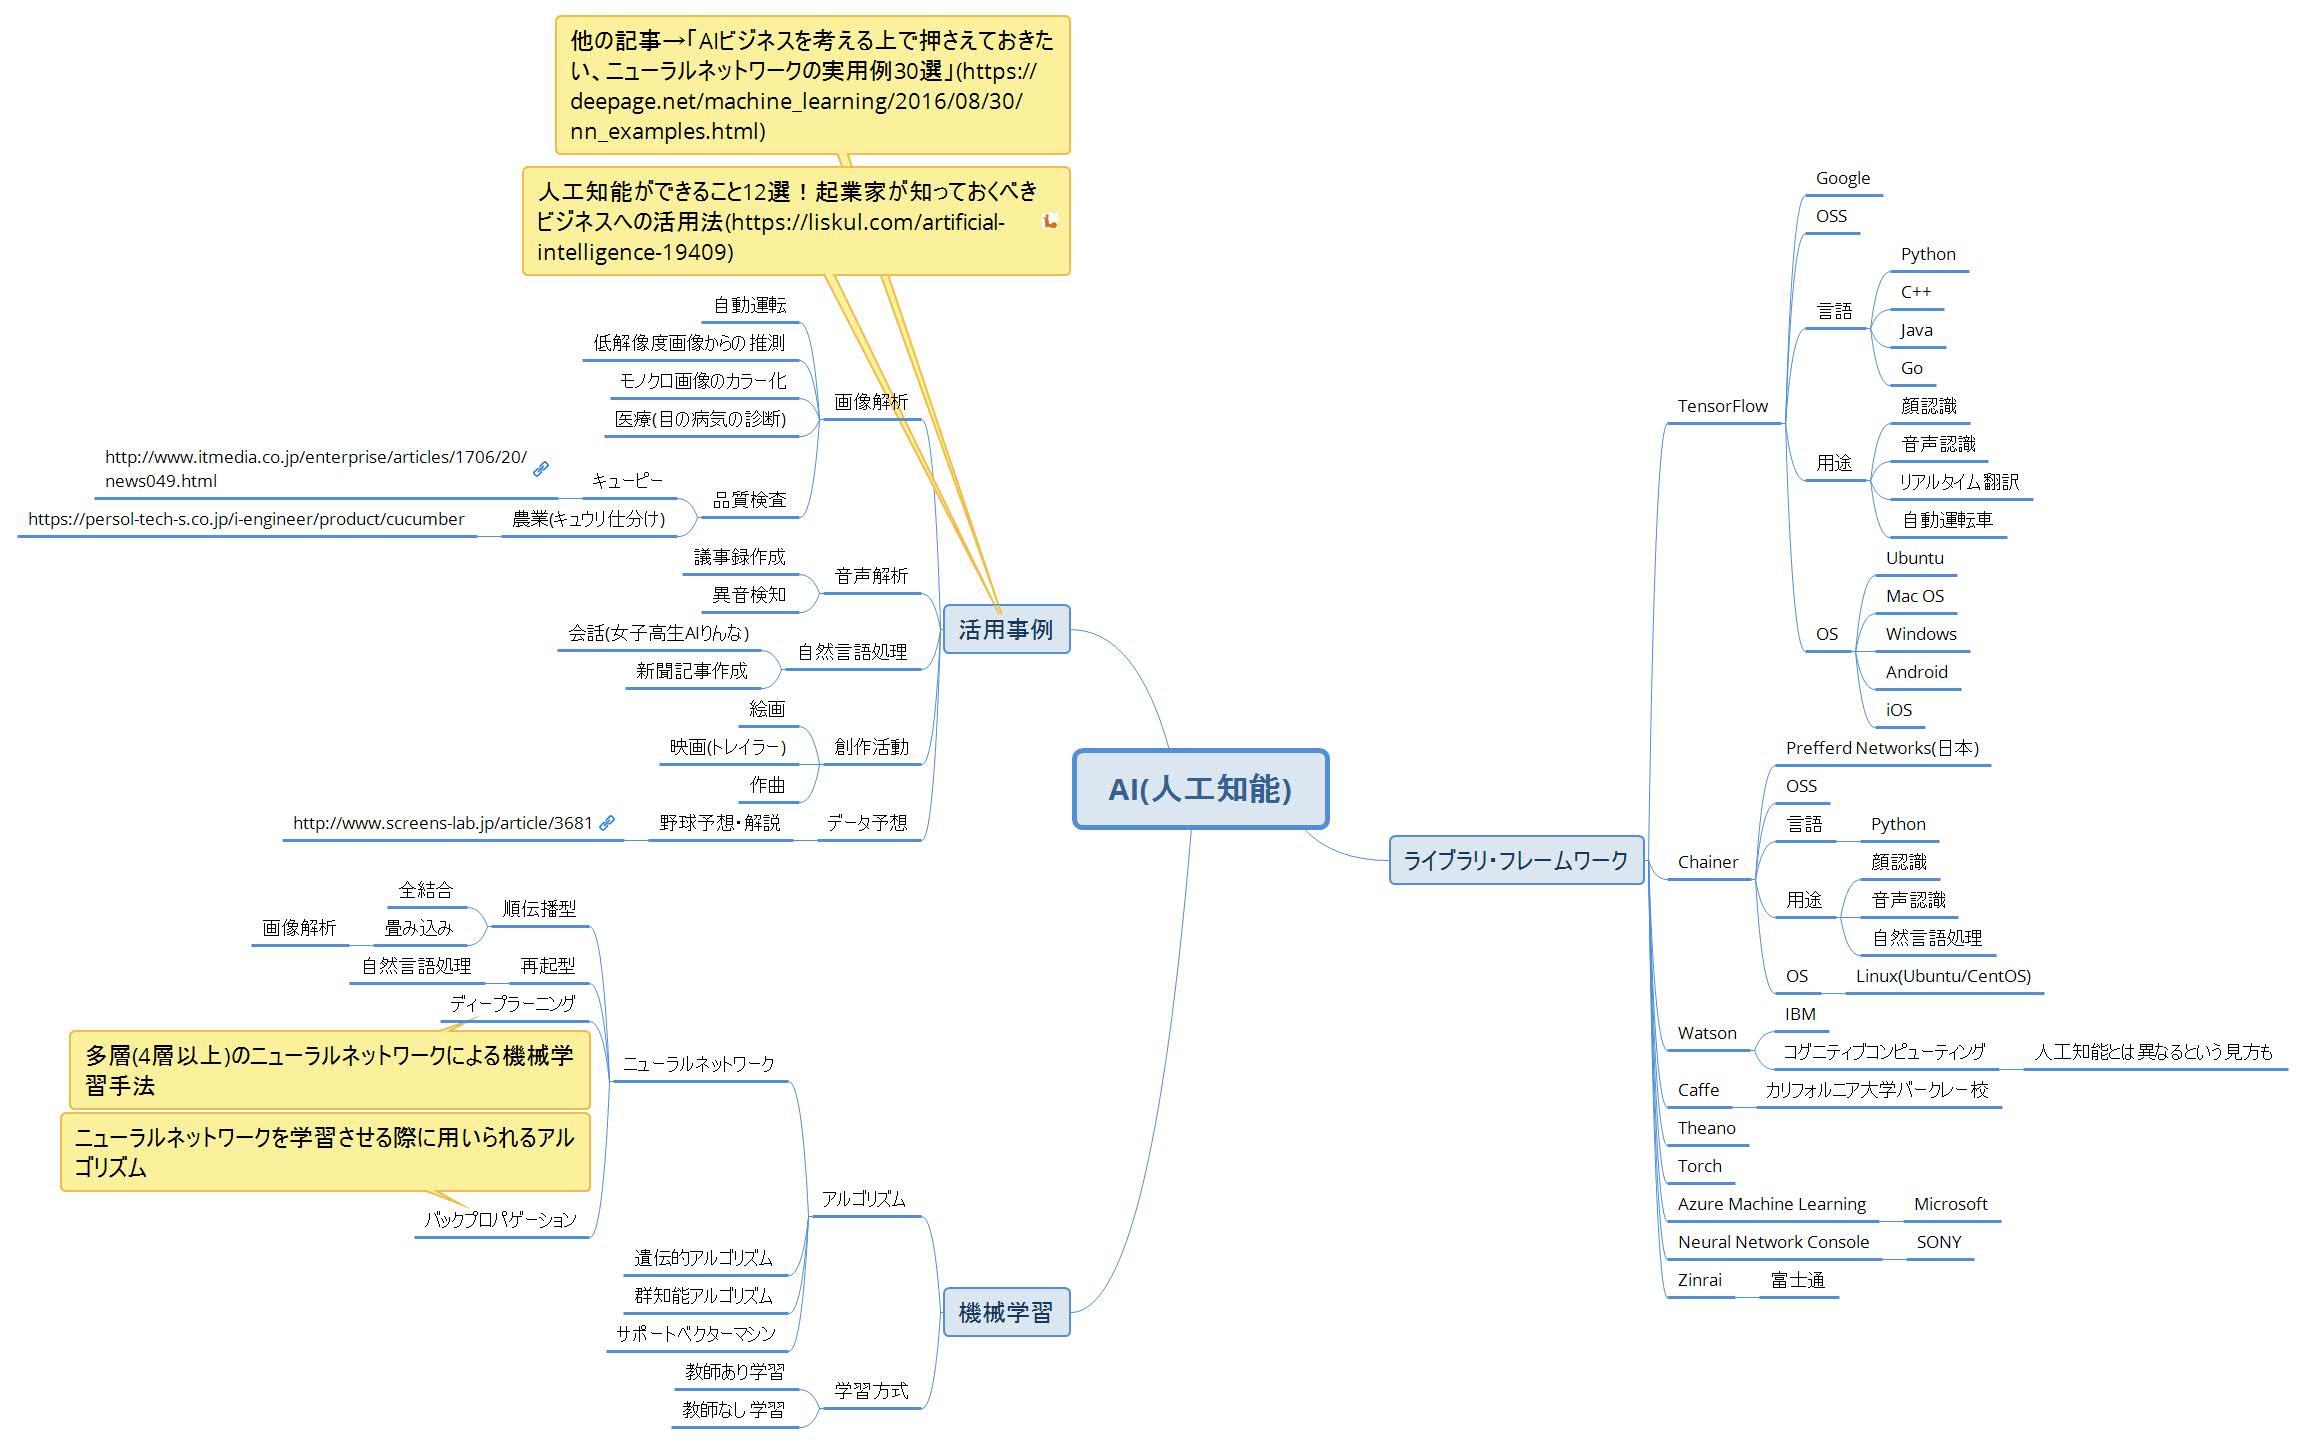 他の記事→「AIビジネスを考える上で押さえておきた
い、ニューラルネットワークの実用例30選」(https://
deepage.net/machine_learning/2016/08/30/
nn_examples.html)
人工知能ができること12選！起業家が知っておくべき
ビジネスへの活用法(https://liskul.com/artificial-
intelligence-19409)
自動運転
低解像度画像からの推測
モノクロ画像のカラー化
医療(目の病気の診断)
画像解析
http://www.itmedia.co.jp/enterprise/articles/1706/20/
news049.html
キューピー
品質検査
https://persol-tech-s.co.jp/i-engineer/product/cucumber
農業(キュウリ仕分け)
議事録作成
音声解析
異音検知
活用事例
会話(女子高生AIりんな)
自然言語処理
新聞記事作成
絵画
映画(トレイラー)
創作活動
作曲
http://www.screens-lab.jp/article/3681
野球予想・解説
データ予想
AI(人工知能)
全結合
順伝播型
画像解析
畳み込み
自然言語処理
再起型
ディープラーニング
多層(4層以上)のニューラルネットワークによる機械学
習手法
ニューラルネットワーク
ニューラルネットワークを学習させる際に用いられるアル
ゴリズム
バックプロパゲーション
アルゴリズム
遺伝的アルゴリズム
群知能アルゴリズム
サポートベクターマシン
機械学習
教師あり学習
学習方式
教師なし学習
ライブラリ・フレームワーク
TensorFlow
Google
OSS
言語
Python
C++
Java
Go
用途
顔認識
音声認識
リアルタイム翻訳
自動運転車
OS
Ubuntu
Mac OS
Windows
Android
iOS
Chainer
Prefferd Networks(日本)
OSS
言語
Python
用途
顔認識
音声認識
自然言語処理
OS
Linux(Ubuntu/CentOS)
Watson
IBM
コグニティブコンピューティング
人工知能とは異なるという見方も
Caffe
カリフォルニア大学バークレー校
Theano
Torch
Azure Machine Learning
Microsoft
Neural Network Console
SONY
Zinrai
富士通